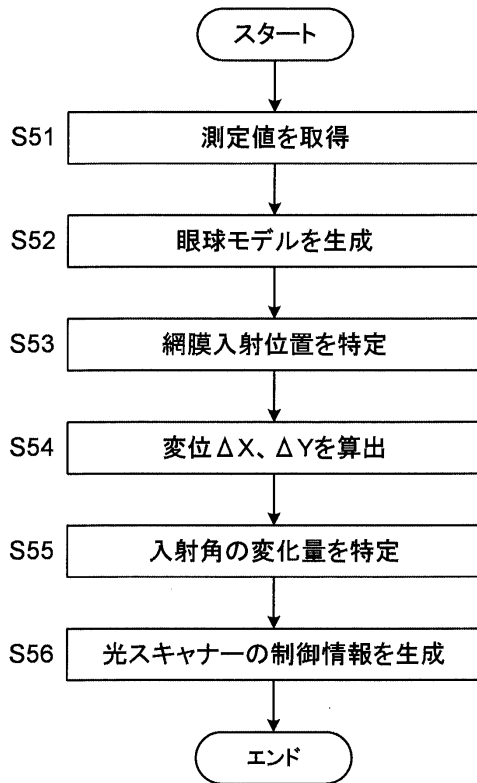 スタート
S51 測定値を取得
S52 眼球モデルを生成
S53 網膜入射位置を特定
S54 変位ΔX、ΔYを算出
S55 入射角の変化量を特定
S56 光スキャナーの制御情報を生成
エンド